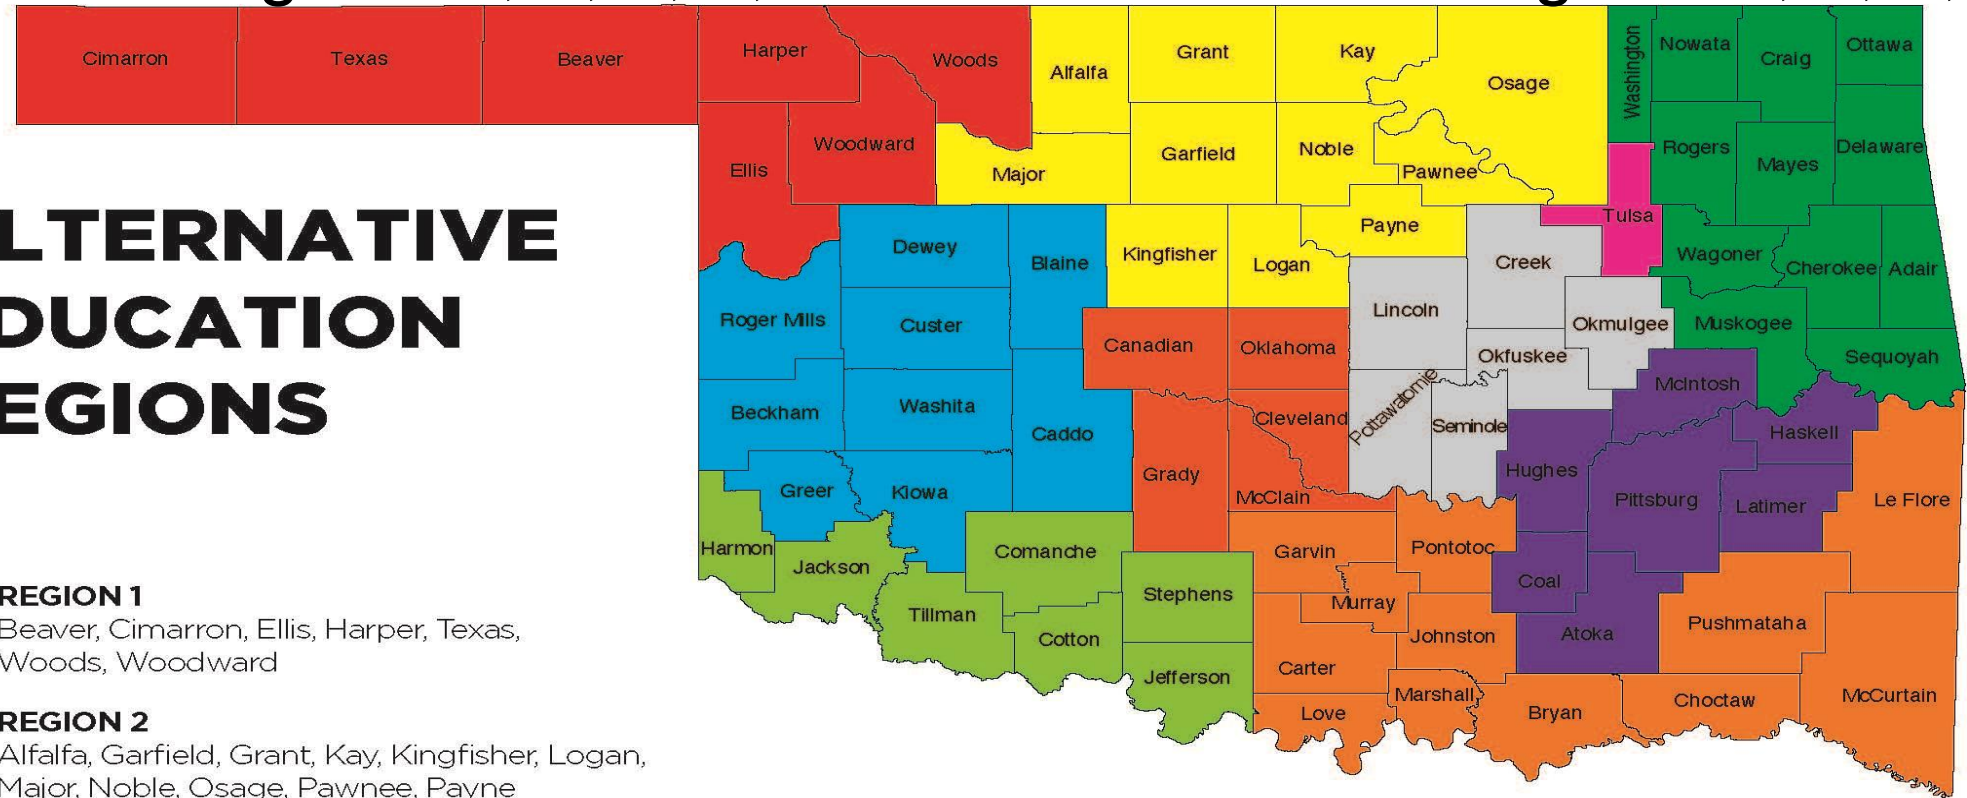 Cimarron
Texas
Beaver
Harper
Woods
Alfalfa
Grant
Kay
Osage
Washington
Nowata
Craig
Ottawa
Ellis
Woodward
Major
Garfield
Noble
Pawnee
Rogers
Mayes
Delaware
Tulsa
Dewey
Blaine
Kingfisher
Logan
Payne
Creek
Wagoner
Cherokee
Adair
LTERNATIVE
DUCATION
EGIONS
Roger Mills
Custer
Canadian
Oklahoma
Lincoln
Okmulgee
Okfuskee
Muskogee
Sequoyah
Beckham
Washita
Caddo
Cleveland
Pottawatomie
Seminole
McIntosh
Haskell
Greer
Kiowa
Grady
McClain
Hughes
Pittsburg
Latimer
Le Flore
Harmon
Jackson
Comanche
Garvin
Pontotoc
Coal
Tillman
Cotton
Stephens
Murray
Johnston
Atoka
Pushmataha
Jefferson
Carter
Love
Marshall
Bryan
Choctaw
McCurtain
REGION 1
Beaver, Cimarron, Ellis, Harper, Texas,
Woods, Woodward
REGION 2
Alfalfa, Garfield, Grant, Kay, Kingfisher, Logan,
Major, Noble, Osage, Pawnee, Payne